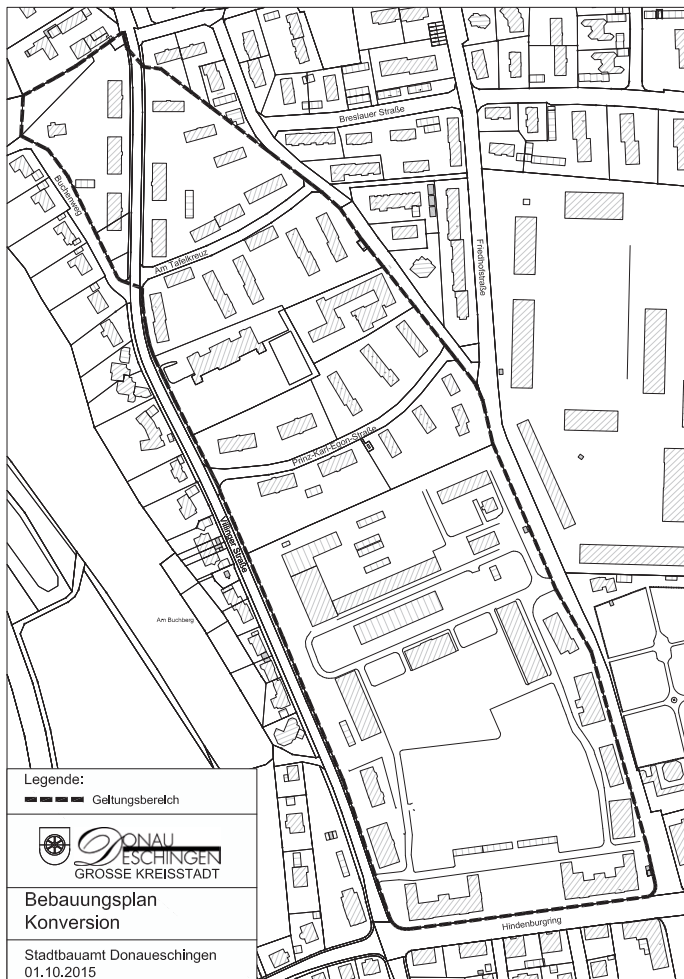 Breslauer Straße
Buchenweg
Friedhofstraße
Am Tafelkreuz
Prinz-Karl-Egon-Straße
Villinger Straße
Am Buchberg
Hindenburgring
Legende:
Geltungsbereich
DONAU
ESCHINGEN
GROSSE KREISSTADT
Bebauungsplan
Konversion
Stadtbauamt Donaueschingen
01.10.2015